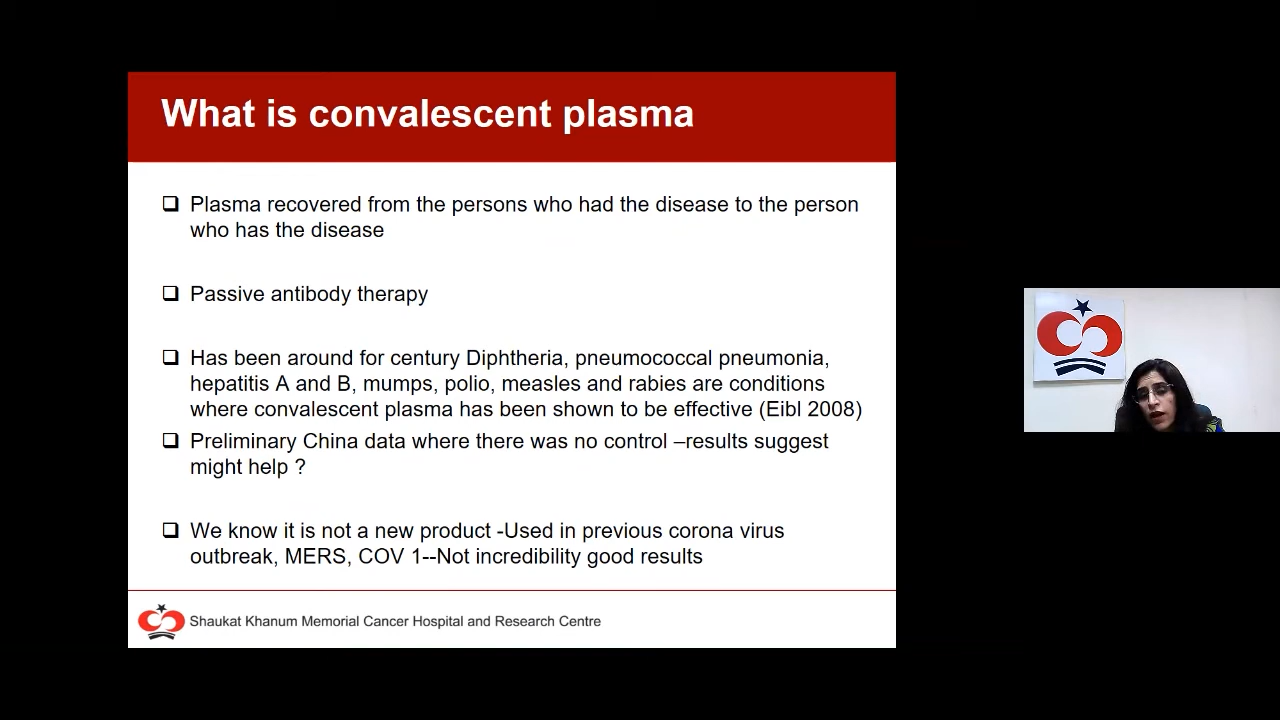 What is convalescent plasma
❑ Plasma recovered from the persons who had the disease to the person
who has the disease
❑ Passive antibody therapy
❑ Has been around for century Diphtheria, pneumococcal pneumonia,
hepatitis A and B, mumps, polio, measles and rabies are conditions
where convalescent plasma has been shown to be effective (Eibl 2008)
❑ Preliminary China data where there was no control –results suggest
might help ?
❑ We know it is not a new product -Used in previous corona virus
outbreak, MERS, COV 1--Not incredibility good results
Shaukat Khanum Memorial Cancer Hospital and Research Centre